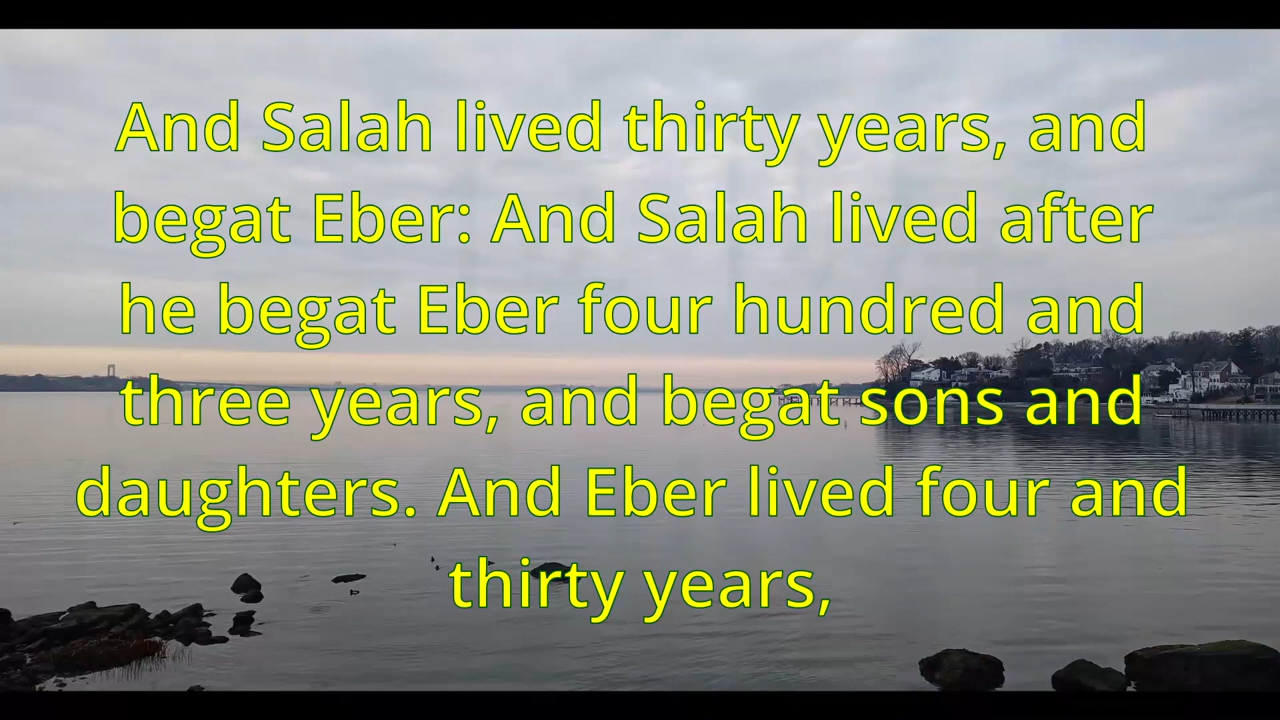 And Salah lived thirty years, and
begat Eber: And Salah lived after
he begat Eber four hundred and
three years, and begat sons and
daughters. And Eber lived four and
thirty years,